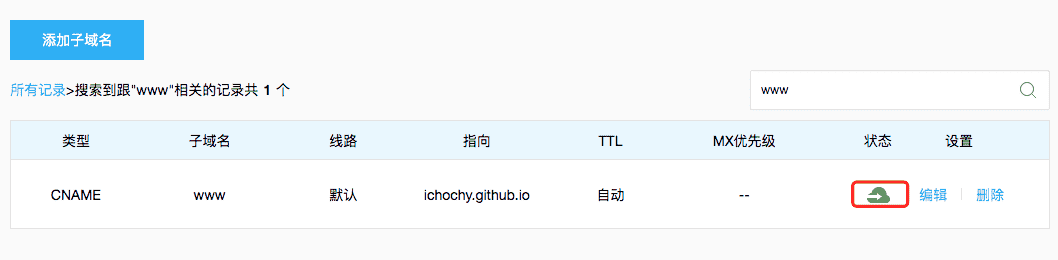 添加子域名
所有记录>搜索到跟"www"相关的记录共 1 个
www
类型 子域名 线路 指向 TTL MX优先级 状态 设置
CNAME www 默认 ichochy.github.io 自动 -- 编辑 删除